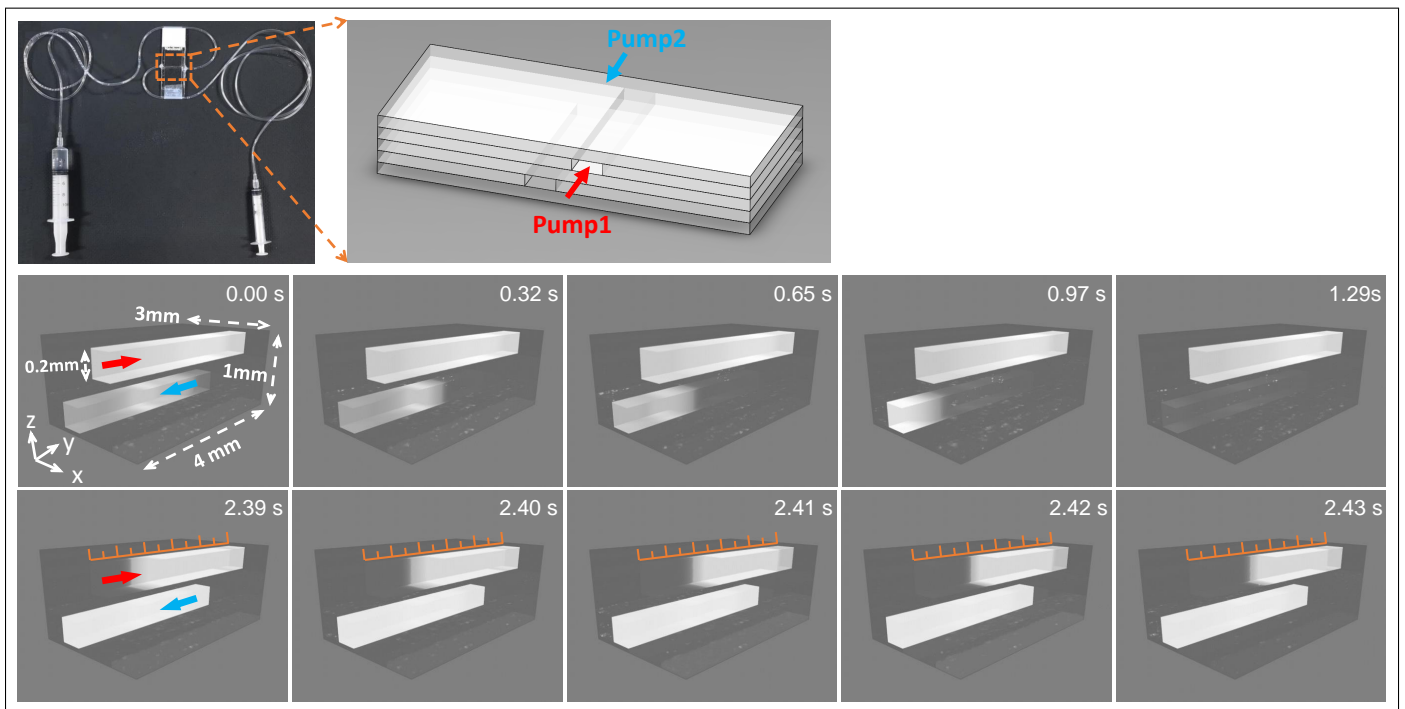 Pump2
Pump1
0.00 s
0.32 s
0.65 s
0.97 s
1.29s
3mm
0.2mm
1mm
4 mm
z
y
x
2.39 s
2.40 s
2.41 s
2.42 s
2.43 s